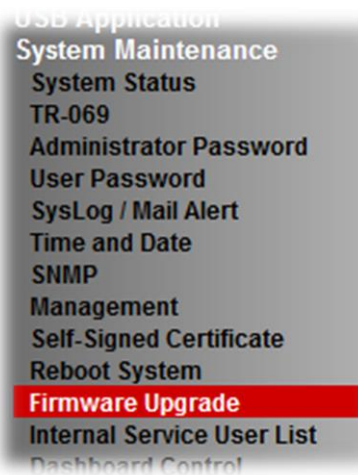 USB Application
System Maintenance
System Status
TR-069
Administrator Password
User Password
SysLog / Mail Alert
Time and Date
SNMP
Management
Self-Signed Certificate
Reboot System
Firmware Upgrade
Internal Service User List
Dashboard Control